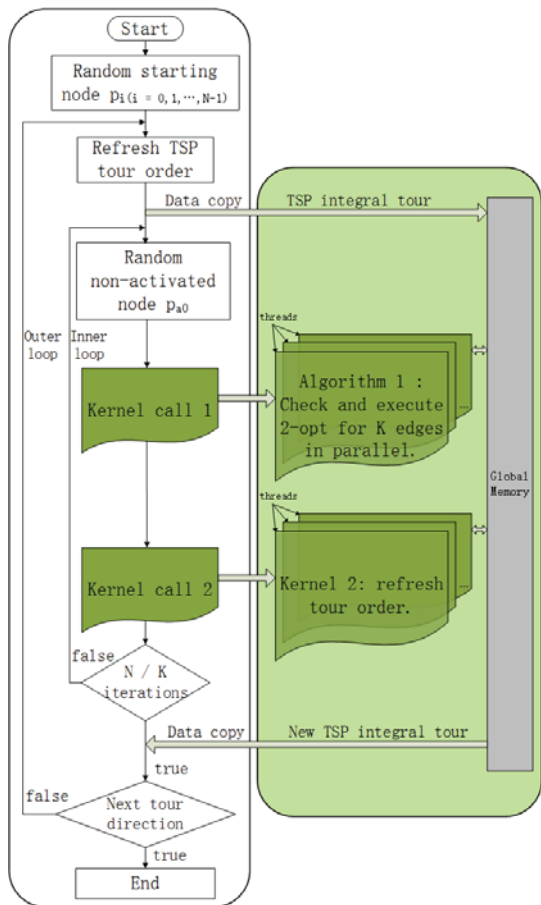 Start
Random starting
node pi(i = 0,1,…,N-1)
Refresh TSP
tour order
Data copy
TSP integral tour
Random
non-activated
node pa0
Outer
loop
Inner
loop
threads
Kernel call 1
Algorithm 1 :
Check and execute
2-opt for K edges
in parallel.
...
Global
Memory
threads
Kernel call 2
Kernel 2: refresh
tour order.
...
false
N / K
iterations
Data copy
New TSP integral tour
true
false
Next tour
direction
true
End